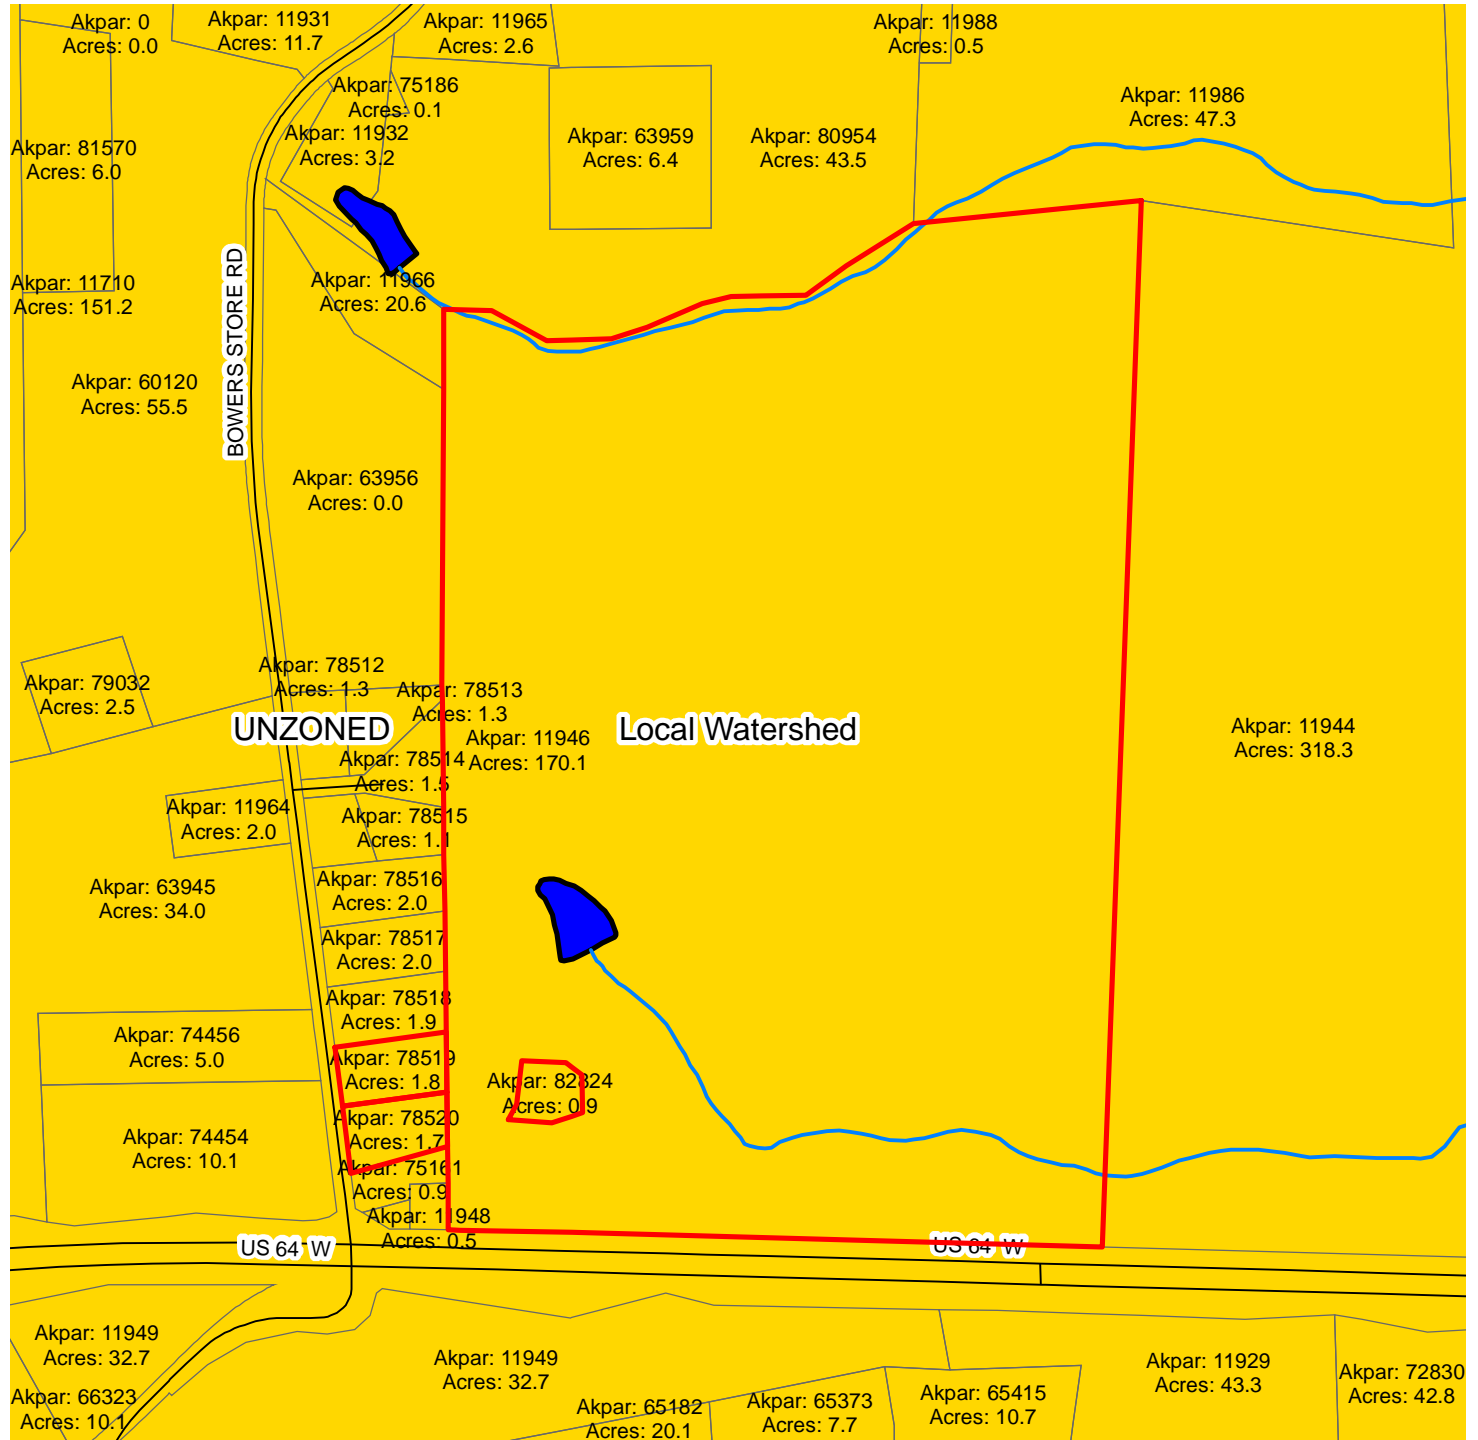 Akpar: 0
Acres: 0.0
Akpar: 11931
Acres: 11.7
Akpar: 11965
Acres: 2.6
Akpar: 11988
Acres: 0.5
Akpar: 75186
Acres: 0.1
Akpar: 11986
Acres: 47.3
Akpar: 11932
Acres: 3.2
Akpar: 63959
Acres: 6.4
Akpar: 80954
Acres: 43.5
Akpar: 81570
Acres: 6.0
Akpar: 11710
Acres: 151.2
BOWERS STORE RD
Akpar: 11966
Acres: 20.6
Akpar: 60120
Acres: 55.5
Akpar: 63956
Acres: 0.0
Akpar: 79032
Acres: 2.5
Akpar: 78512
Acres: 1.3
Akpar: 78513
Acres: 1.3
UNZONED
Local Watershed
Akpar: 11946
Acres: 170.1
Akpar: 11944
Acres: 318.3
Akpar: 78514
Acres: 1.5
Akpar: 11964
Acres: 2.0
Akpar: 78515
Acres: 1.1
Akpar: 63945
Acres: 34.0
Akpar: 78516
Acres: 2.0
Akpar: 78517
Acres: 2.0
Akpar: 78518
Acres: 1.9
Akpar: 74456
Acres: 5.0
Akpar: 78519
Acres: 1.8
Akpar: 82824
Acres: 0.9
Akpar: 74454
Acres: 10.1
Akpar: 78520
Acres: 1.7
Akpar: 75161
Acres: 0.9
Akpar: 11948
Acres: 0.5
US 64 W
US 64 W
Akpar: 11949
Acres: 32.7
Akpar: 66323
Acres: 10.1
Akpar: 11949
Acres: 32.7
Akpar: 65182
Acres: 20.1
Akpar: 65373
Acres: 7.7
Akpar: 65415
Acres: 10.7
Akpar: 11929
Acres: 43.3
Akpar: 72830
Acres: 42.8